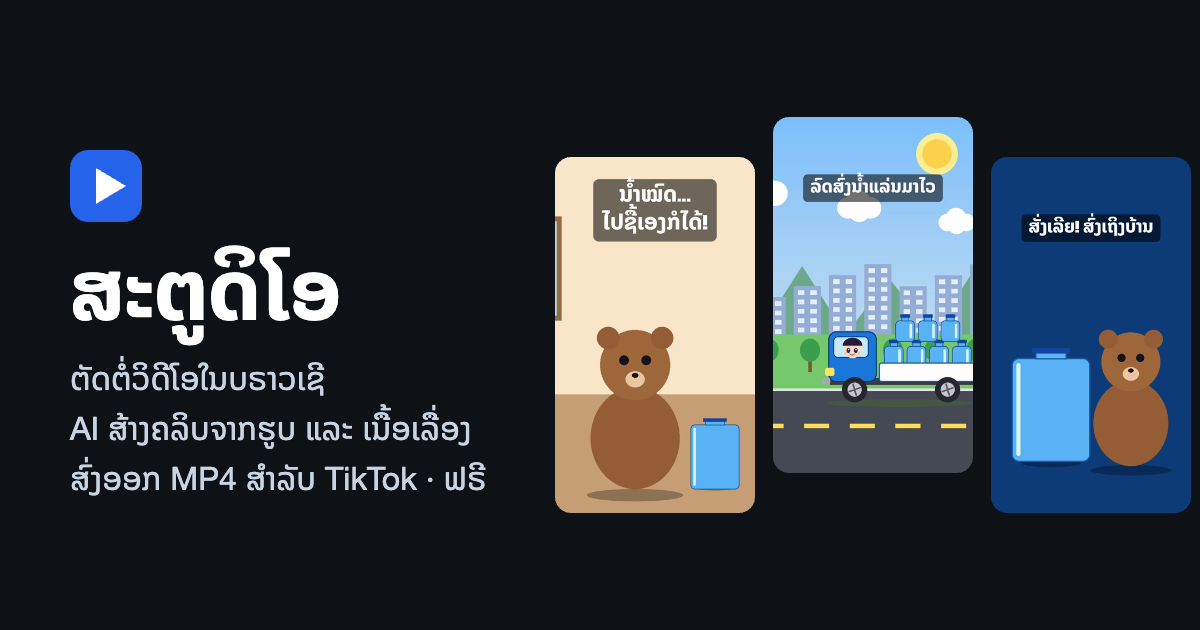 ສະຕູດິໂອ
ຕັດຕໍ່ວິດີໂອໃນບຣາວເຊີ
AI ສ້າງຄລິບຈາກຮູບ ແລະ ເນື້ອເລື່ອງ
ສົ່ງອອກ MP4 ສຳລັບ TikTok · ຟຣີ
ນ້ຳໝົດ...
ໄປຊື້ເອງກໍໄດ້!
ລົດສົ່ງນ້ຳແລ່ນມາໄວ
ສັ່ງເລີຍ! ສົ່ງເຖິງບ້ານ